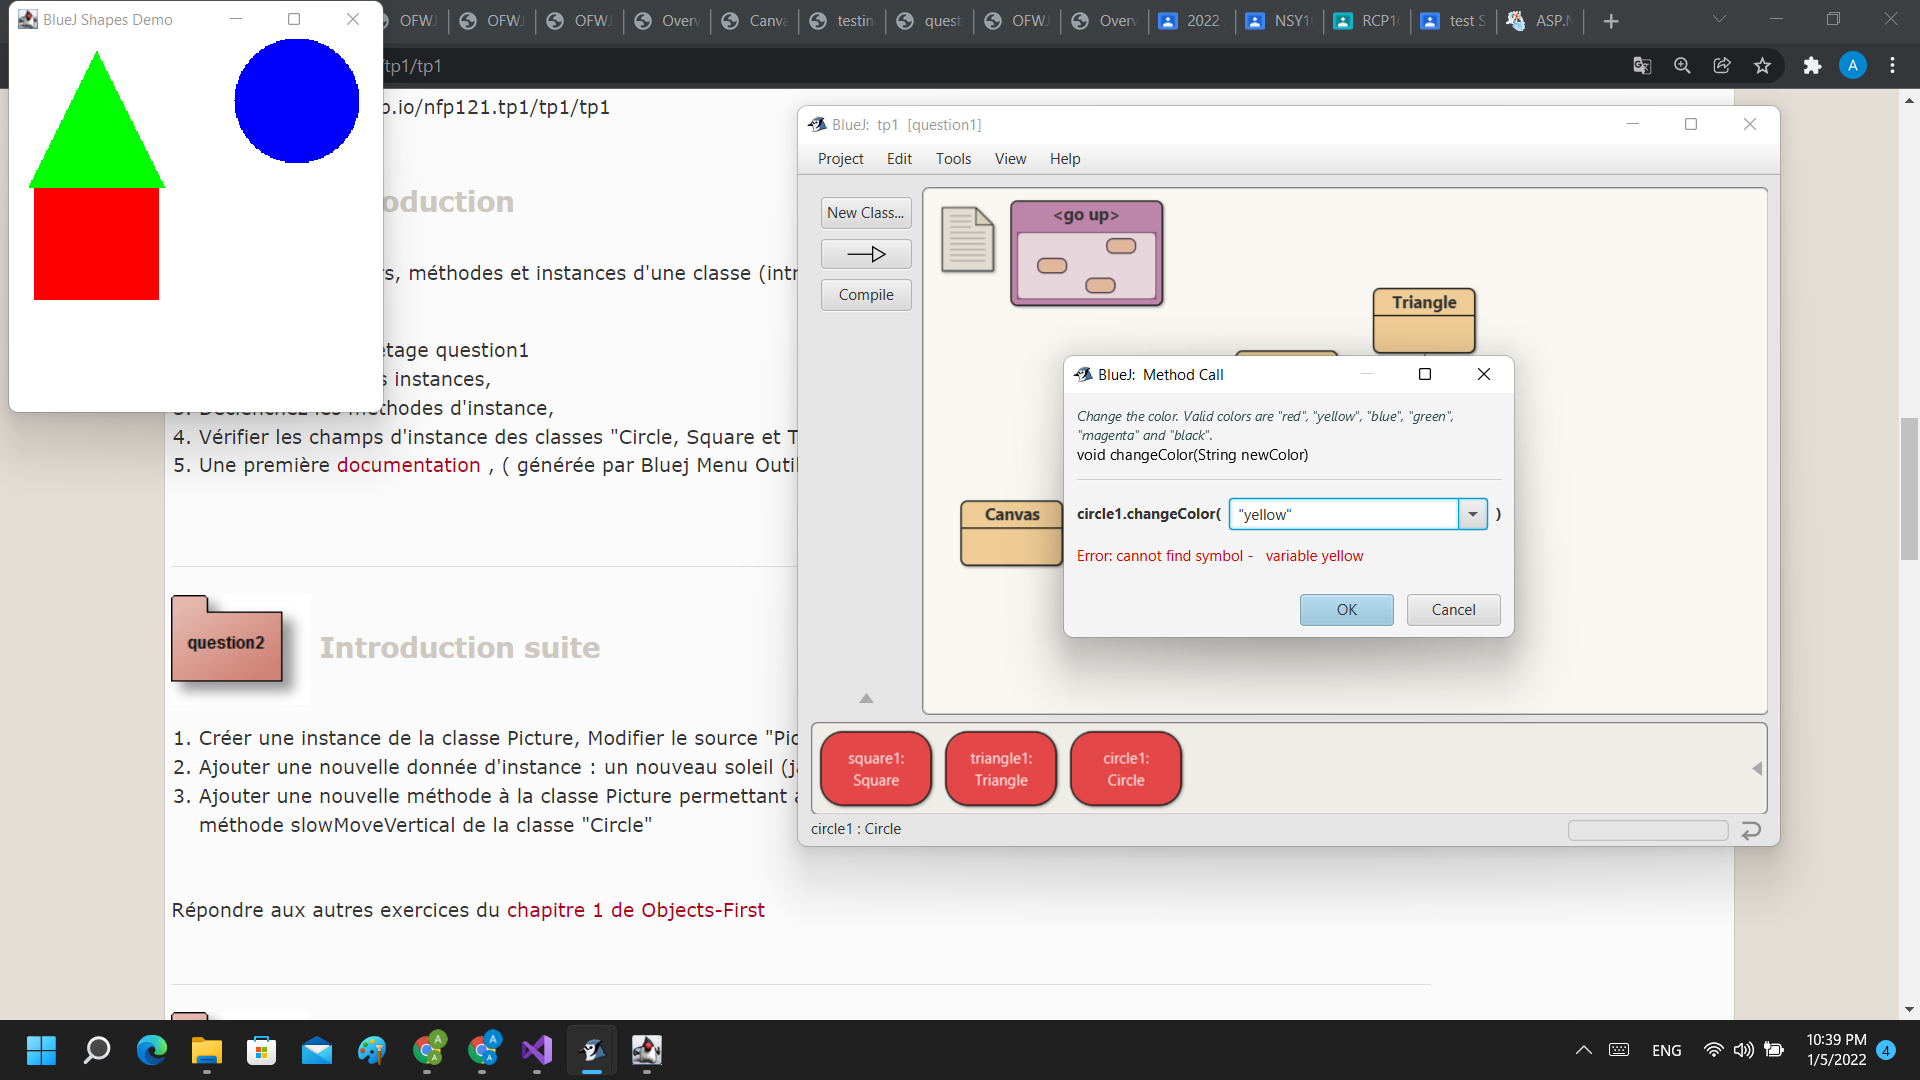 BlueJ Shapes Demo
OFWJ
OFWJ
OFWJ
Overv
Canva
testin
quest
OFWJ
Overv
2022
NSY1
RCP1
test S
ASP.N
/tp1/tp1
A
o.io/nfp121.tp1/tp1/tp1
oduction
s, méthodes et instances d'une classe (intr
etage question1
s instances,
3. Déclenchez les méthodes d'instance,
4. Vérifier les champs d'instance des classes "Circle, Square et T
5. Une première documentation , ( générée par Bluej Menu Outil
question2
Introduction suite
1. Créer une instance de la classe Picture, Modifier le source "Pic
2. Ajouter une nouvelle donnée d'instance : un nouveau soleil (ja
3. Ajouter une nouvelle méthode à la classe Picture permettant a
méthode slowMoveVertical de la classe "Circle"
Répondre aux autres exercices du chapitre 1 de Objects-First
BlueJ: tp1 [question1]
Project Edit Tools View Help
New Class...
Compile
<go up>
Triangle
Canvas
BlueJ: Method Call
Change the color. Valid colors are "red", "yellow", "blue", "green",
"magenta" and "black".
void changeColor(String newColor)
circle1.changeColor( "yellow" )
Error: cannot find symbol - variable yellow
OK Cancel
square1:
Square
triangle1:
Triangle
circle1:
Circle
circle1 : Circle
ENG
10:39 PM
1/5/2022
4